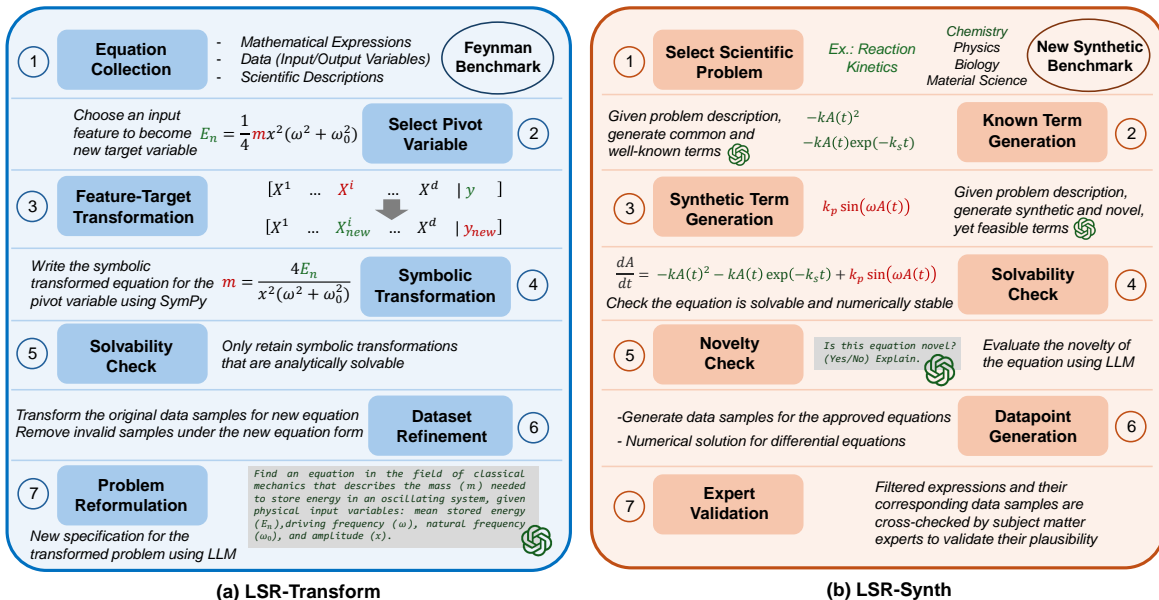 1
Equation
Collection
- Mathematical Expressions
- Data (Input/Output Variables)
- Scientific Descriptions
Feynman
Benchmark
Choose an input
feature to become
new target variable
E_n = \frac{1}{4} m x^2 (ω^2 + ω_0^2)
Select Pivot
Variable
2
3
Feature-Target
Transformation
[X^1 ... X^i ... X^d | y ]
[X^1 ... X^i_{new} ... X^d | y_{new}]
Write the symbolic
transformed equation for the
pivot variable using SymPy
m = \frac{4E_n}{x^2(ω^2 + ω_0^2)}
Symbolic
Transformation
4
5
Solvability
Check
Only retain symbolic transformations
that are analytically solvable
Transform the original data samples for new equation
Remove invalid samples under the new equation form
Dataset
Refinement
6
7
Problem
Reformulation
New specification for the
transformed problem using LLM
Find an equation in the field of classical
mechanics that describes the mass (m) needed
to store energy in an oscillating system, given
physical input variables: mean stored energy
(E_n),driving frequency (ω), natural frequency
(ω_0), and amplitude (x).
(a) LSR-Transform
1
Select Scientific
Problem
Ex.: Reaction
Kinetics
Chemistry
Physics
Biology
Material Science
New Synthetic
Benchmark
Given problem description,
generate common and
well-known terms
-kA(t)^2
-kA(t)exp(-k_s t)
Known Term
Generation
2
3
Synthetic Term
Generation
k_p sin(ωA(t))
Given problem description,
generate synthetic and novel,
yet feasible terms
\frac{dA}{dt} = -kA(t)^2 - kA(t) exp(-k_s t) + k_p sin(ωA(t))
Check the equation is solvable and numerically stable
Solvability
Check
4
5
Novelty
Check
Is this equation novel?
(Yes/No) Explain.
Evaluate the novelty of
the equation using LLM
-Generate data samples for the approved equations
- Numerical solution for differential equations
Datapoint
Generation
6
7
Expert
Validation
Filtered expressions and their
corresponding data samples are
cross-checked by subject matter
experts to validate their plausibility
(b) LSR-Synth